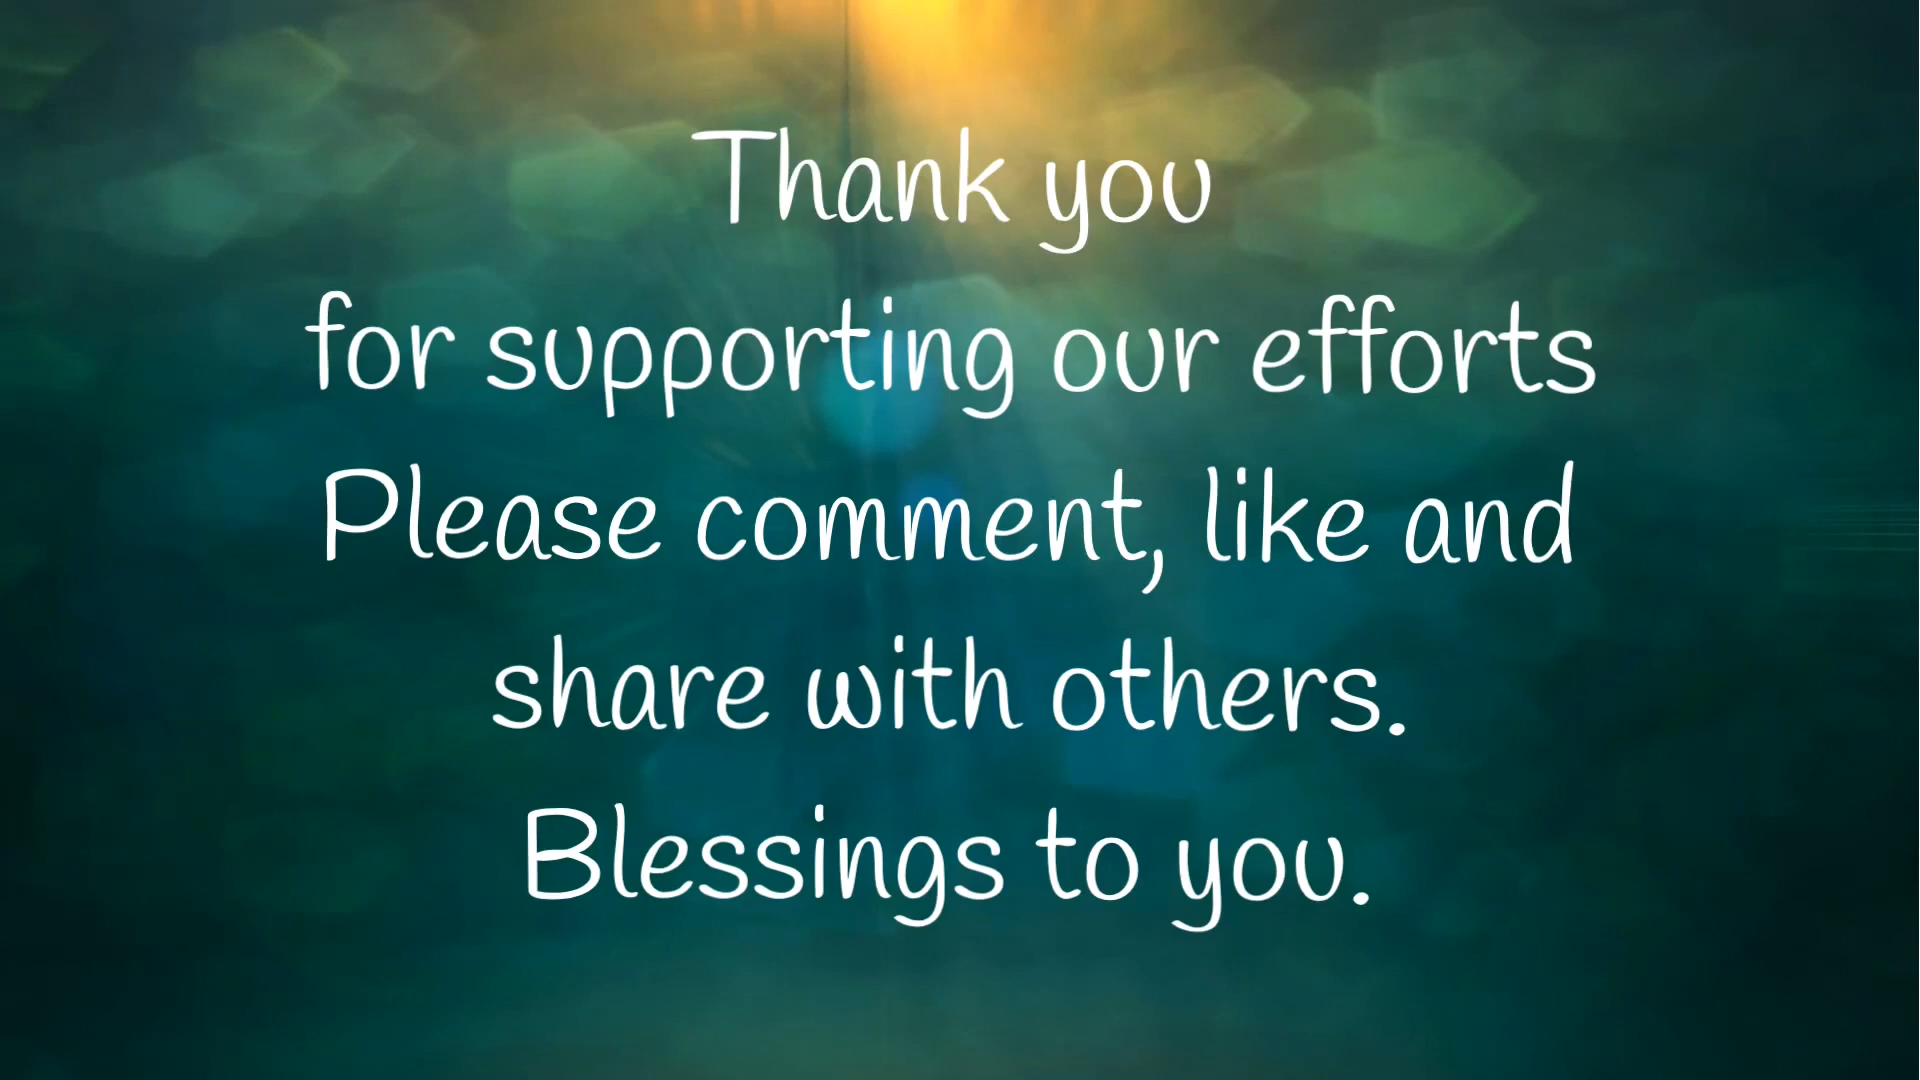 Thank you
for supporting our efforts
Please comment, like and
share with others.
Blessings to you.